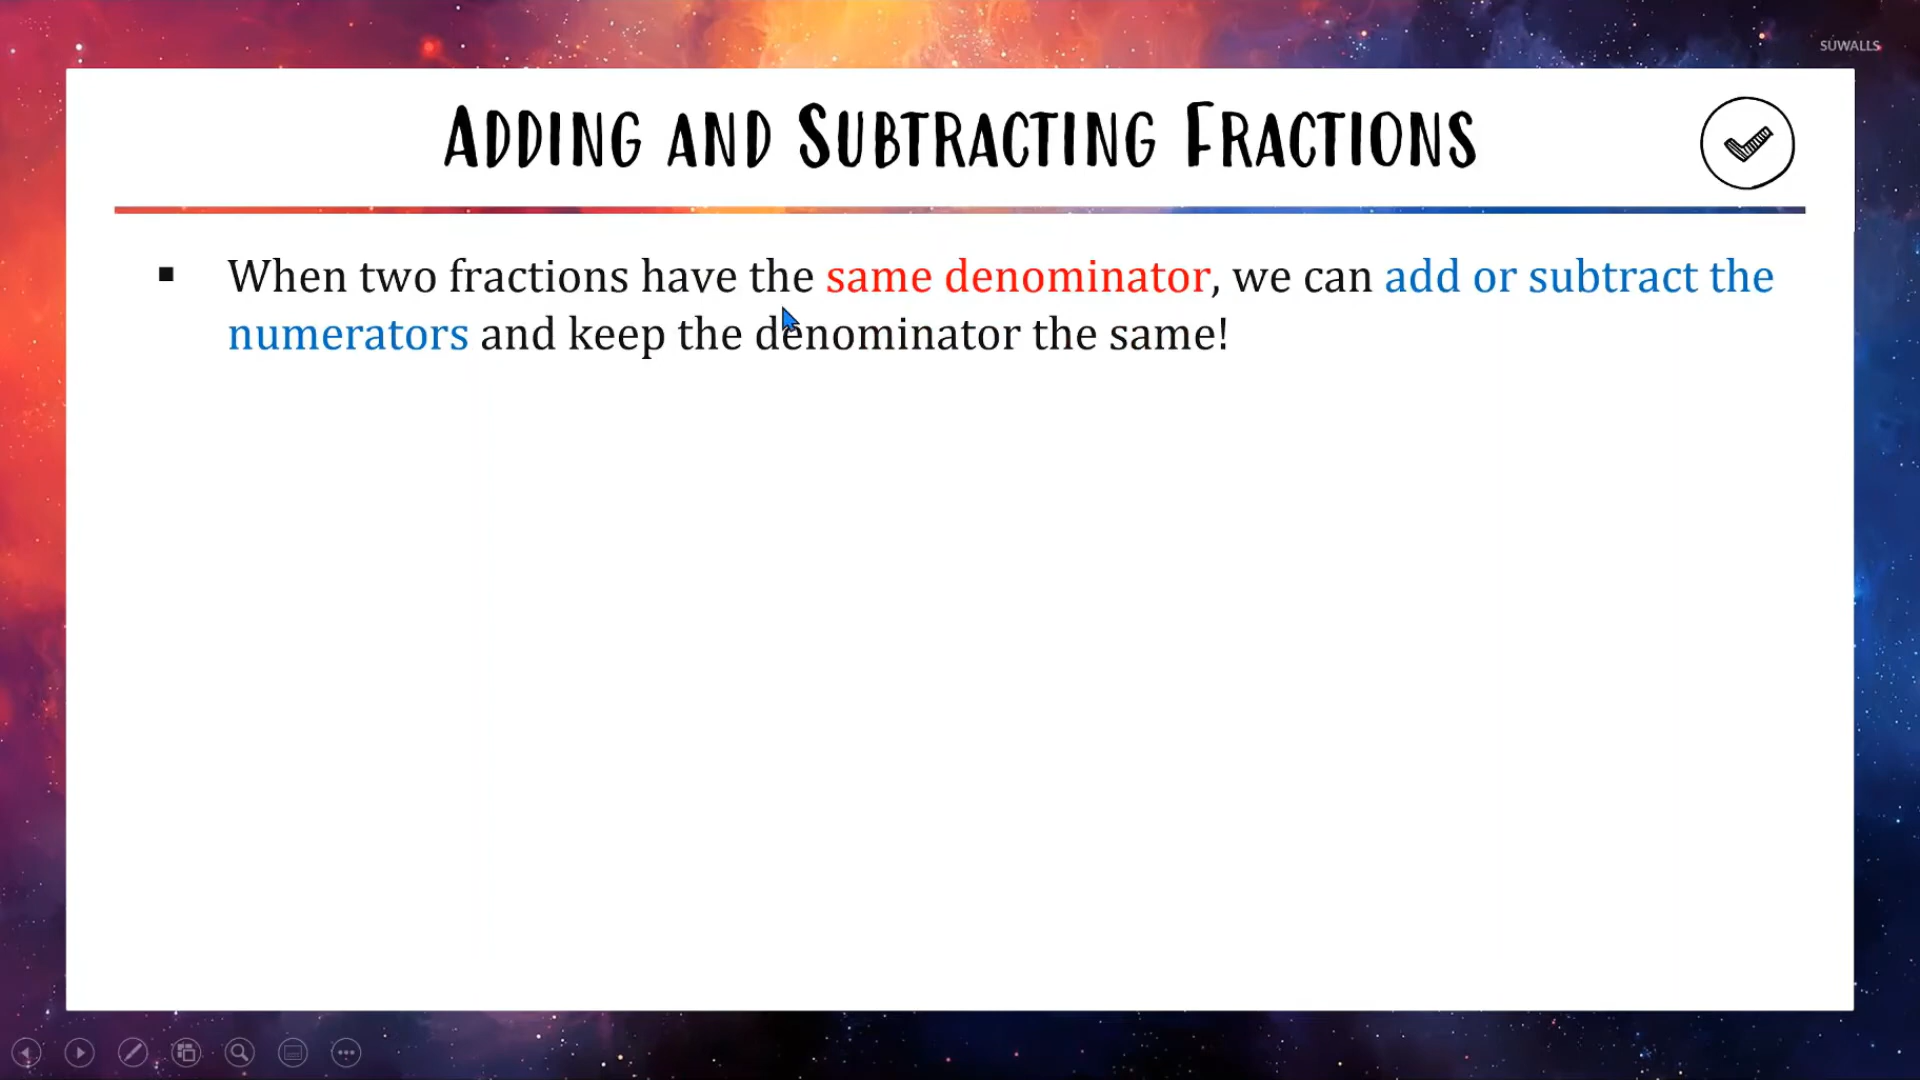 SUWALLS
Adding and Subtracting Fractions
▪ When two fractions have the same denominator, we can add or subtract the
numerators and keep the denominator the same!